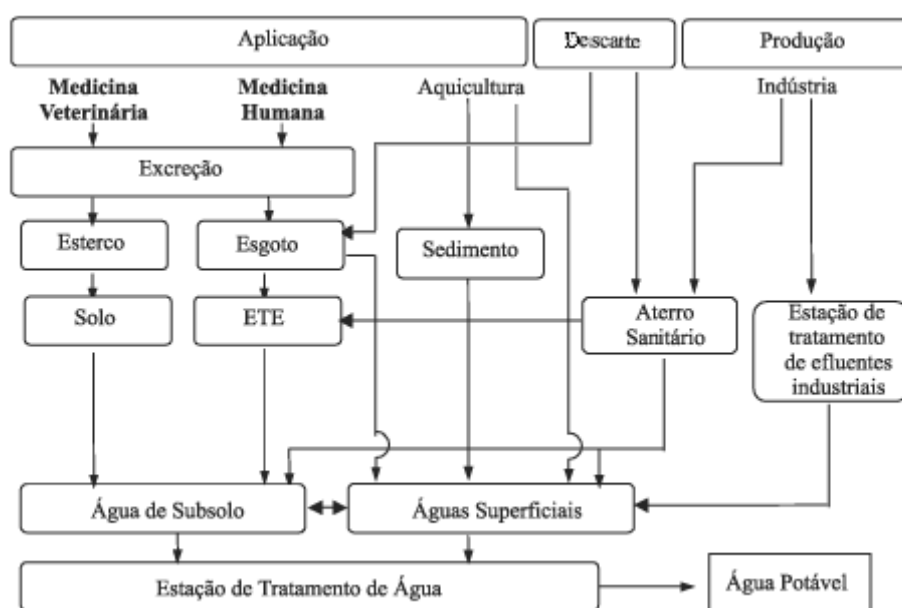 Aplicação
Descarte
Produção
Medicina
Veterinária
Medicina
Humana
Aquicultura
Indústria
Excreção
Esterco
Esgoto
Sedimento
Solo
ETE
Aterro
Sanitário
Estação de
tratamento
de efluentes
industriais
Água de Subsolo
Águas Superficiais
Estação de Tratamento de Água
Água Potável